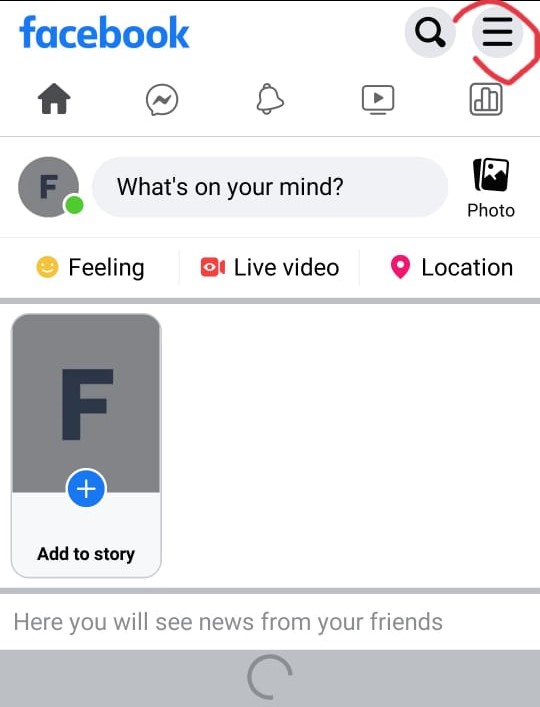 facebook
F
What's on your mind?
Photo
Feeling
Live video
Location
F
Add to story
Here you will see news from your friends